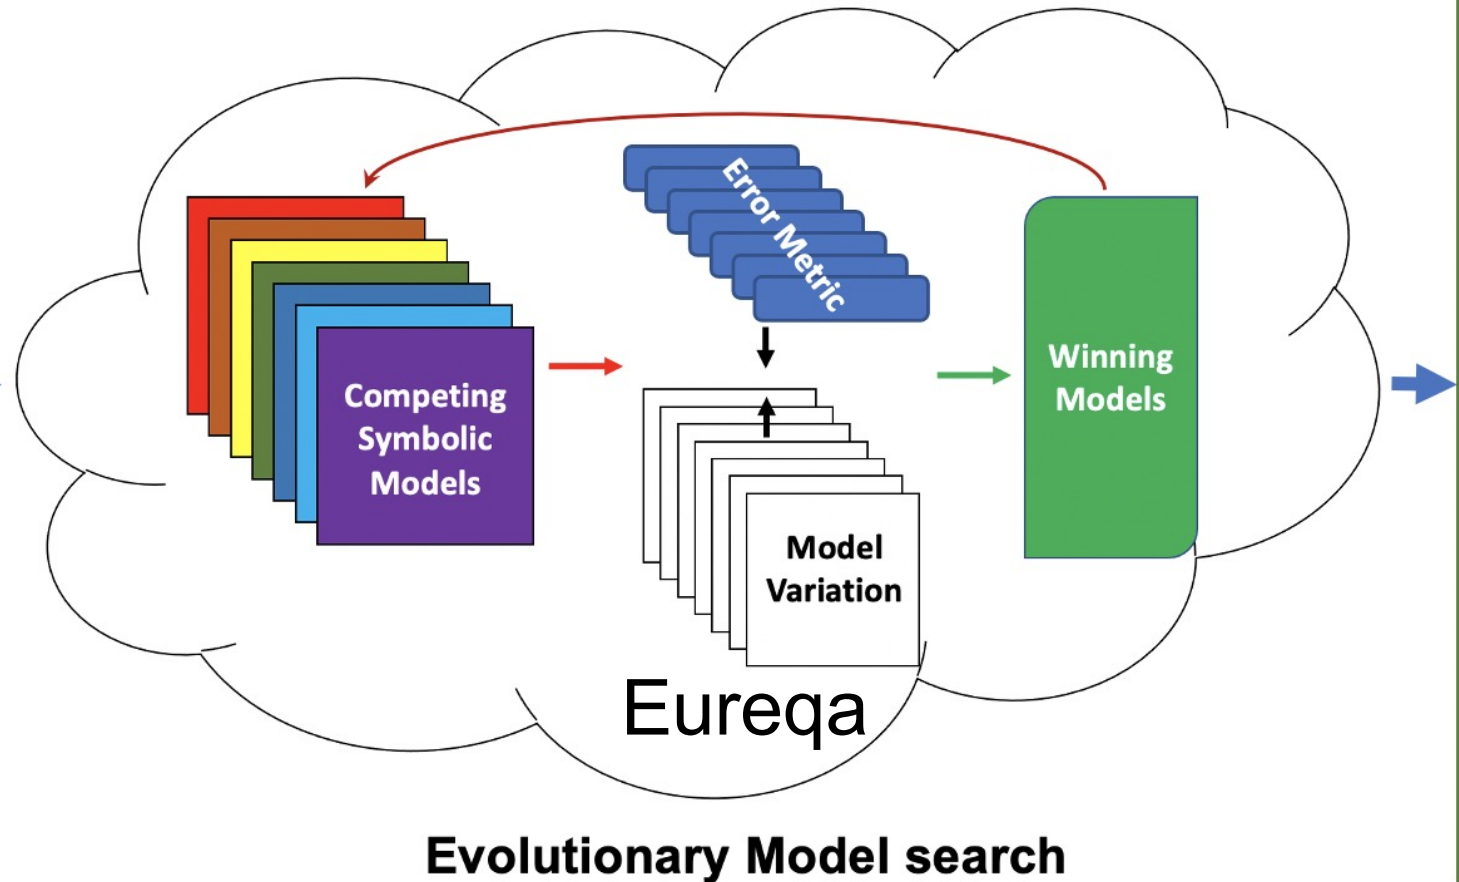 Error Metric
Competing
Symbolic
Models
Winning
Models
Model
Variation
Eureqa
Evolutionary Model search